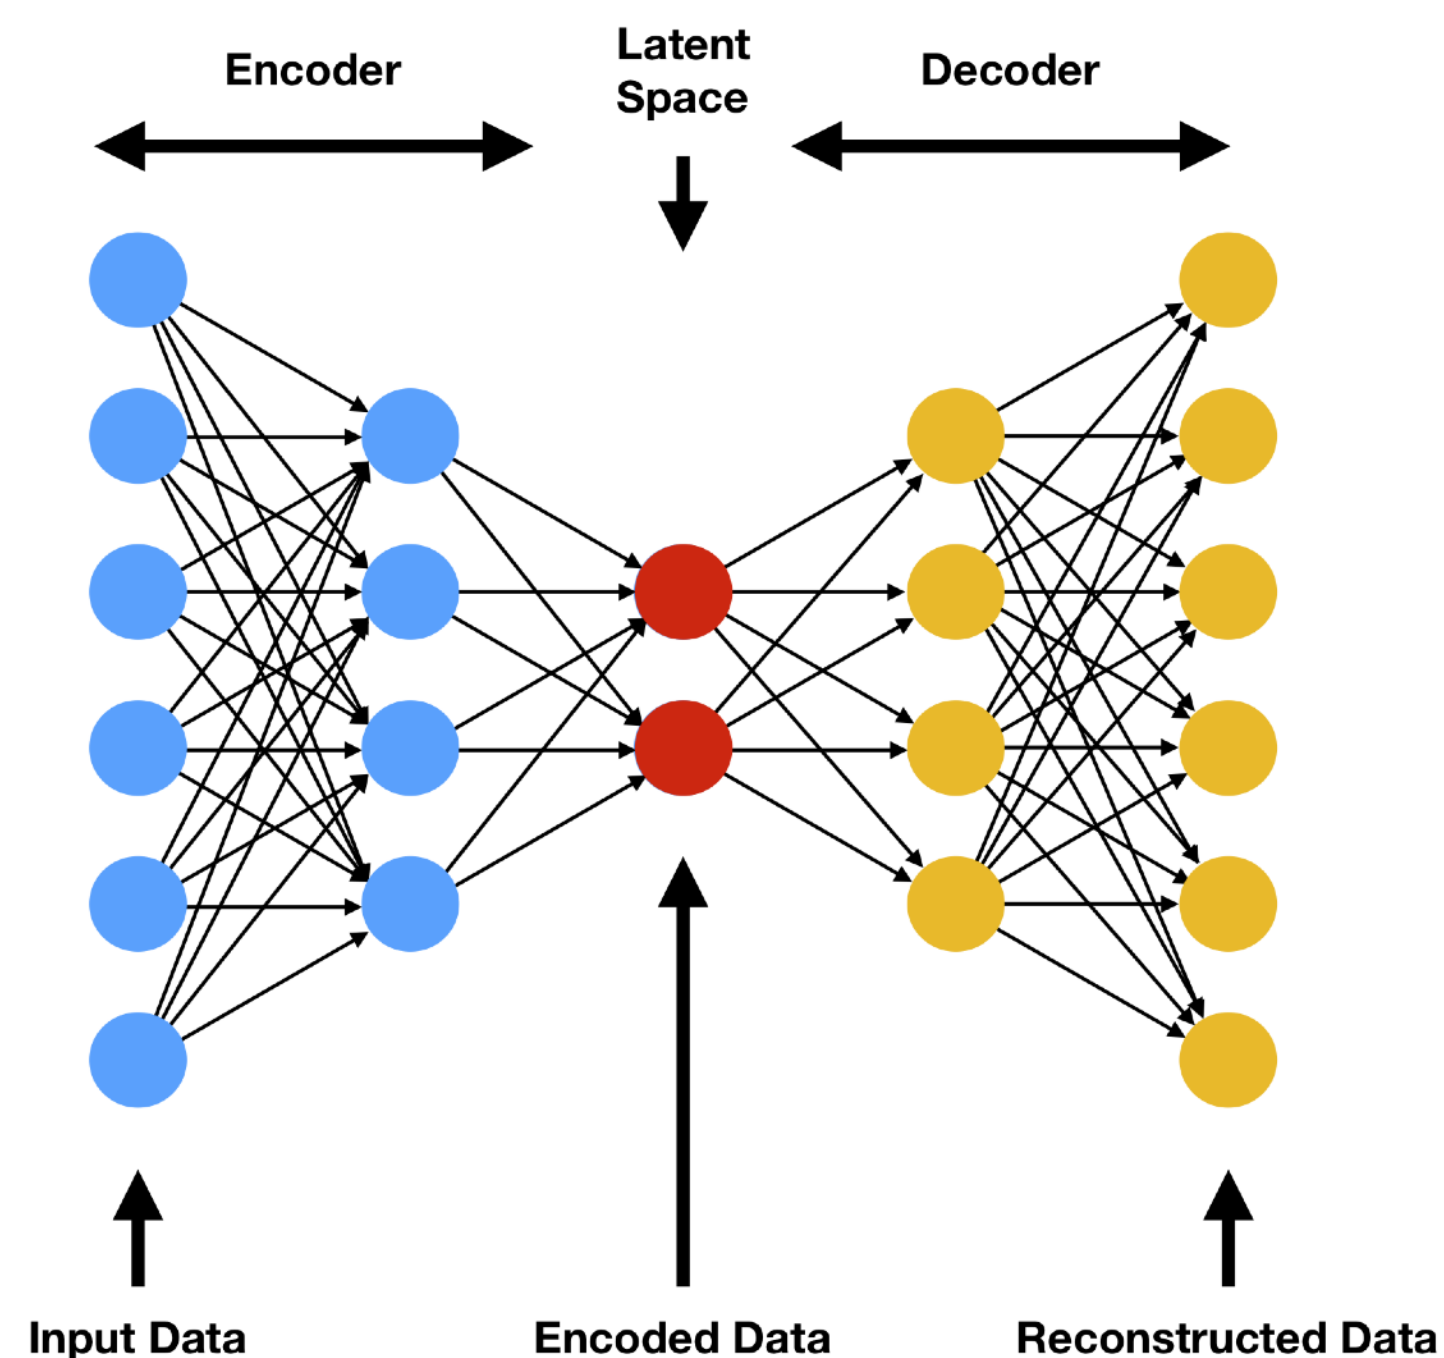 Encoder
Latent
Space
Decoder
Input Data
Encoded Data
Reconstructed Data